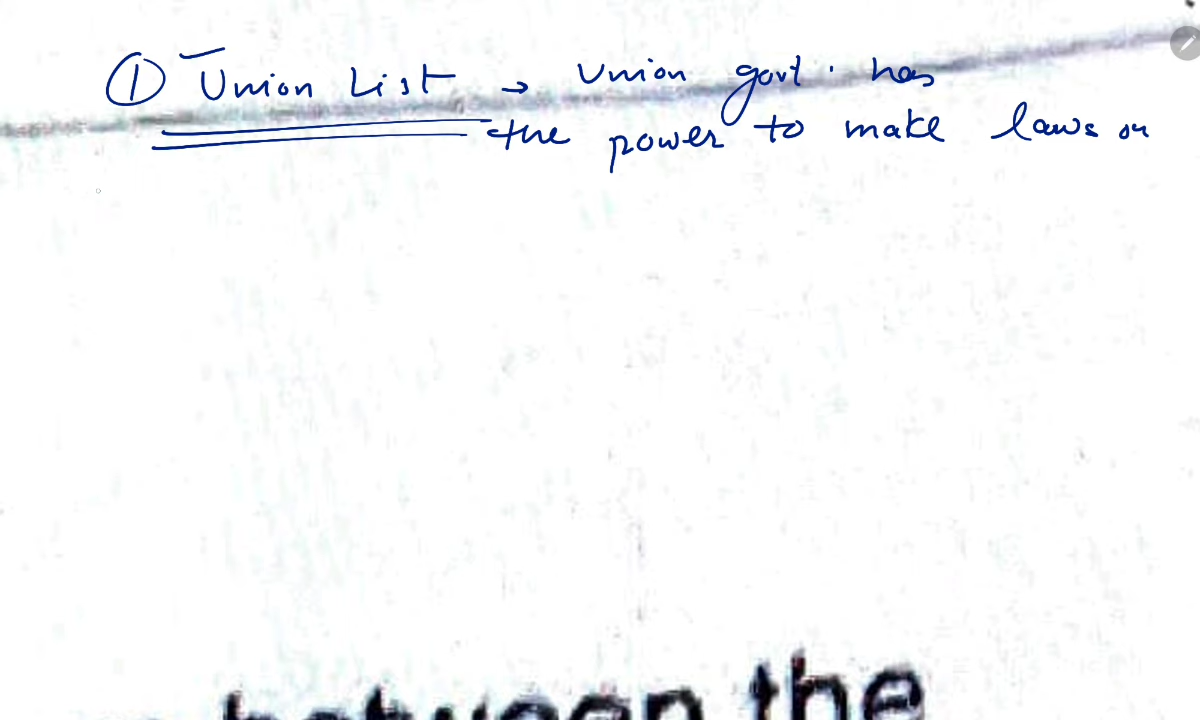 ① Union List → Union govt. has
the power to make laws on
between the